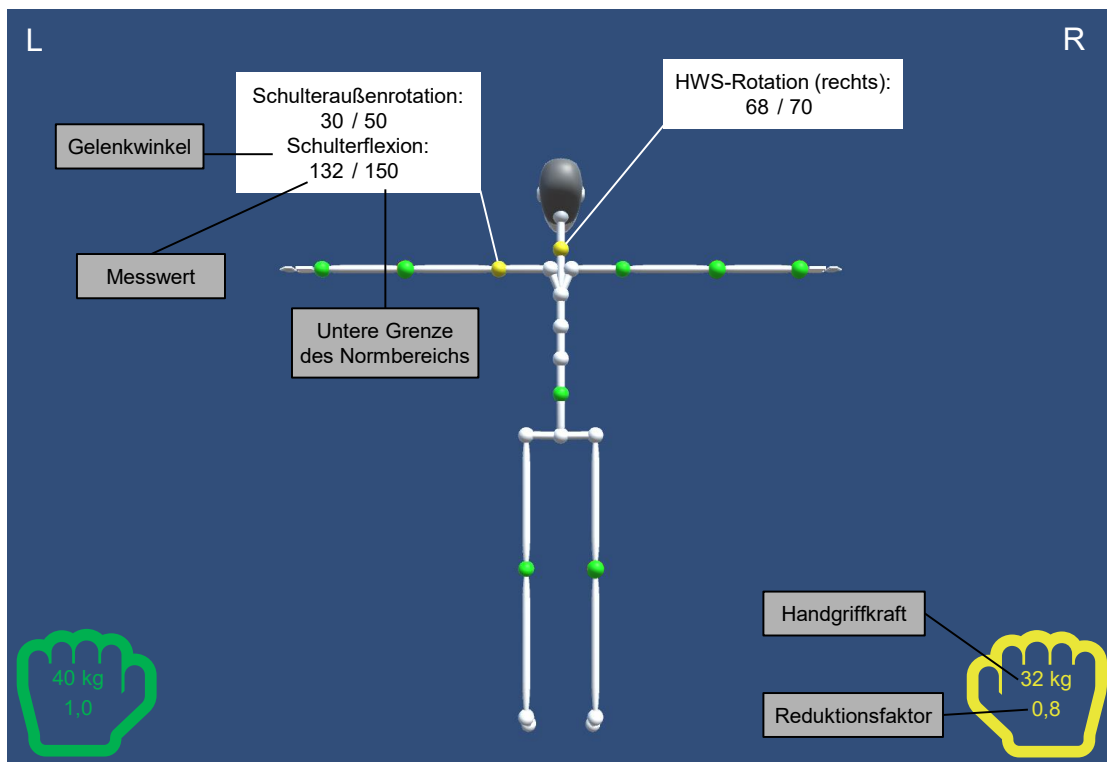 L
R
Schulteraußenrotation:
30 / 50
Schulterflexion:
132 / 150
HWS-Rotation (rechts):
68 / 70
Gelenkwinkel
Messwert
Untere Grenze
des Normbereichs
Handgriffkraft
Reduktionsfaktor
40 kg
1,0
32 kg
0,8